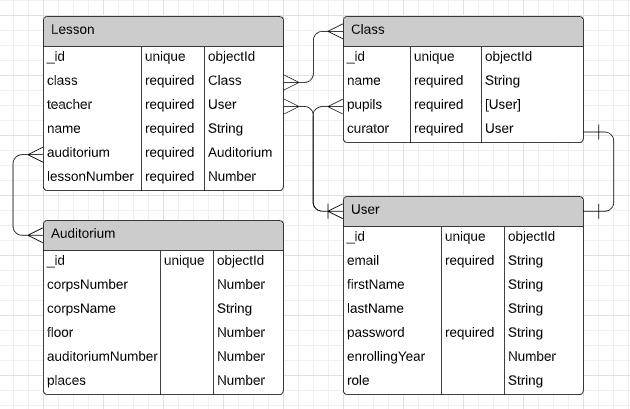 Lesson
_id unique objectId
class required Class
teacher required User
name required String
auditorium required Auditorium
lessonNumber required Number
Class
_id unique objectId
name required String
pupils required [User]
curator required User
Auditorium
_id unique objectId
corpsNumber Number
corpsName String
floor Number
auditoriumNumber Number
places Number
User
_id unique objectId
email required String
firstName String
lastName String
password required String
enrollingYear Number
role String